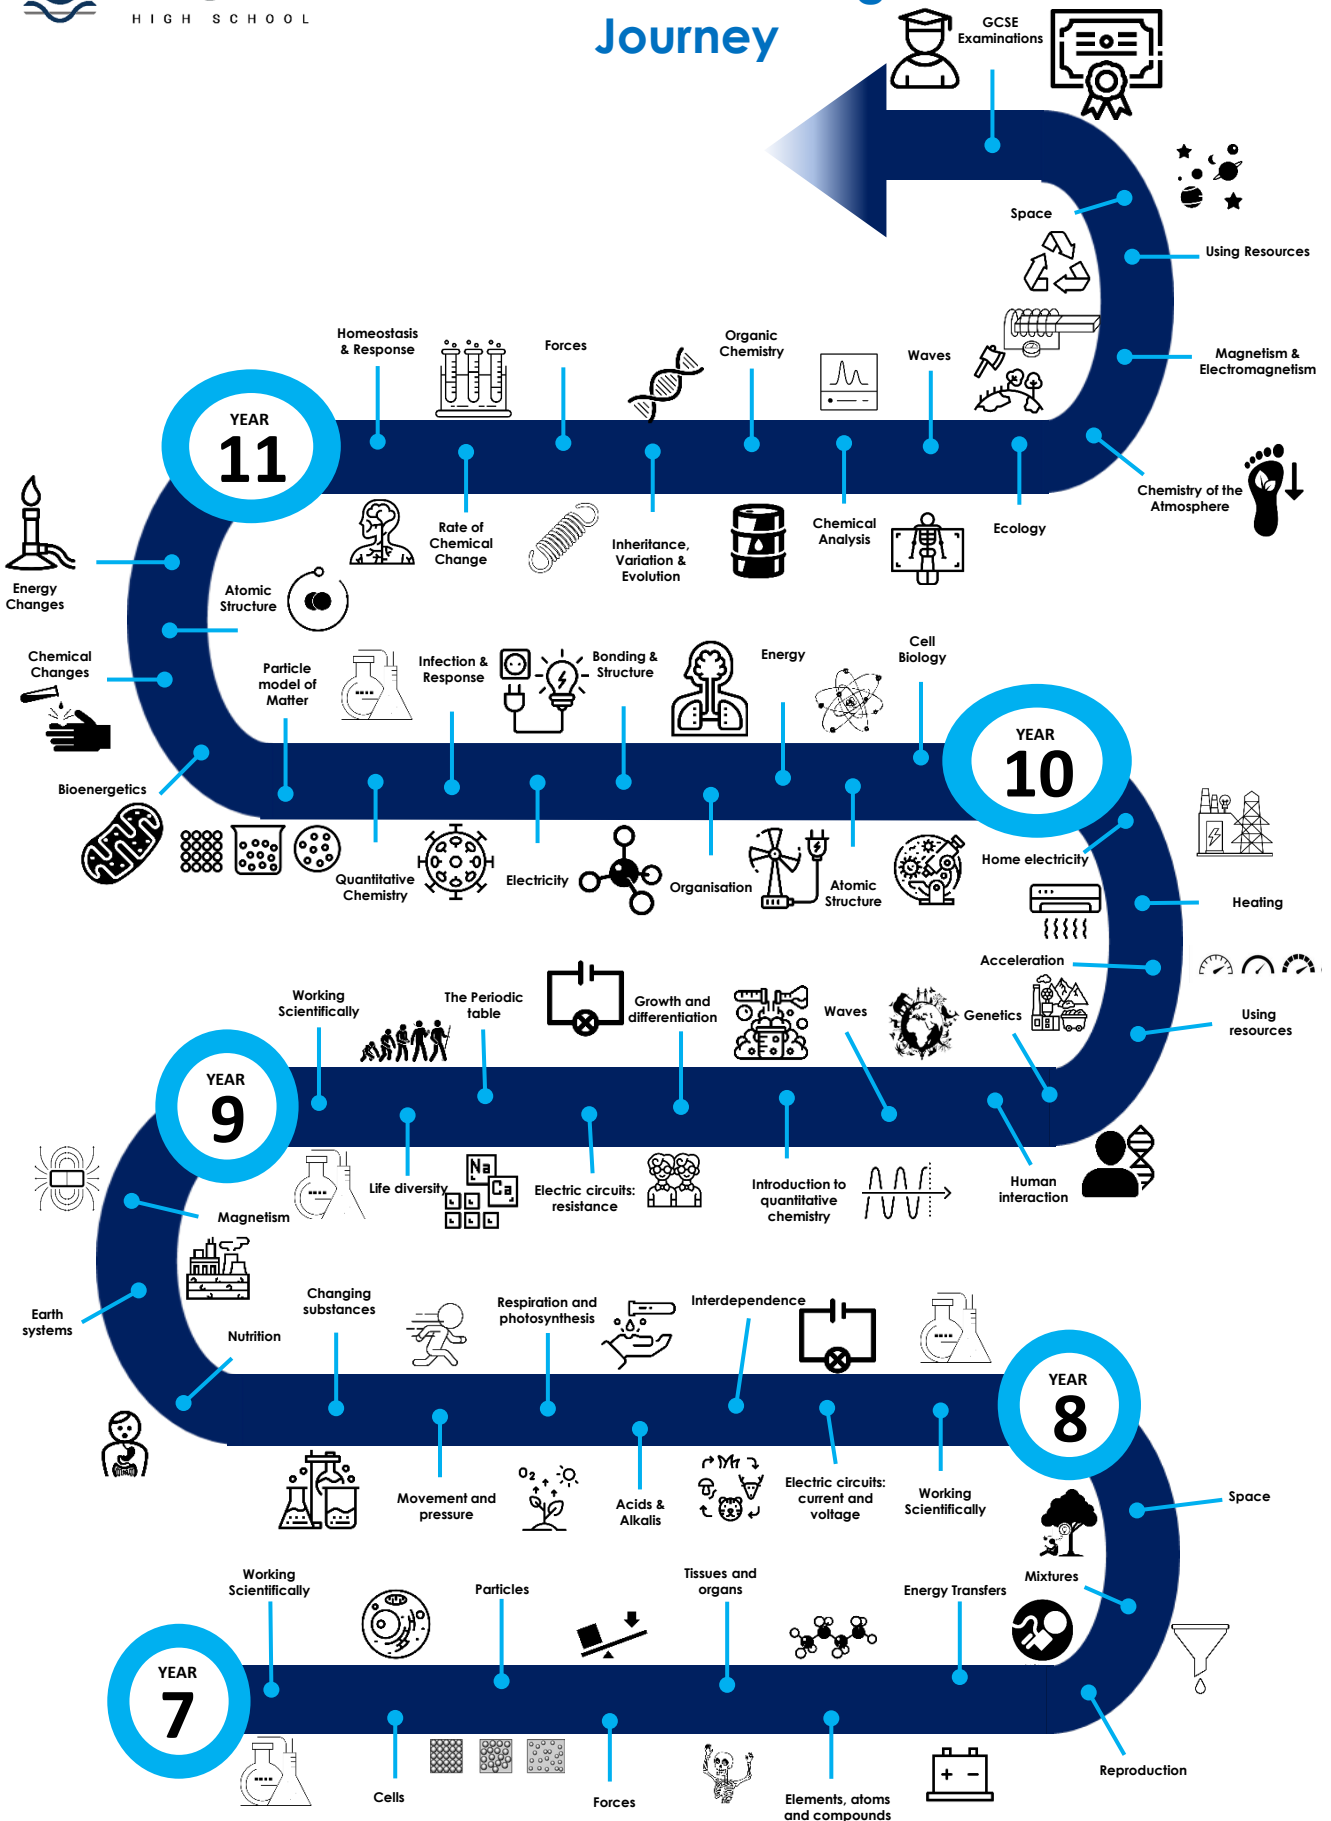 HIGH SCHOOL
Journey
GCSE
Examinations
Space
Using Resources
Magnetism &
Electromagnetism
Chemistry of the
Atmosphere
Homeostasis
& Response
Forces
Organic
Chemistry
Waves
YEAR
11
Rate of
Chemical
Change
Inheritance,
Variation &
Evolution
Chemical
Analysis
Ecology
Energy
Changes
Atomic
Structure
Chemical
Changes
Bioenergetics
Particle
model of
Matter
Infection &
Response
Bonding &
Structure
Energy
Cell
Biology
YEAR
10
Quantitative
Chemistry
Electricity
Organisation
Atomic
Structure
Home electricity
Heating
Acceleration
Using
resources
Working
Scientifically
The Periodic
table
Growth and
differentiation
Waves
Genetics
YEAR
9
Life diversity
Na
Ca
Electric circuits:
resistance
Introduction to
quantitative
chemistry
Human
interaction
Magnetism
Earth
systems
Nutrition
Changing
substances
Respiration and
photosynthesis
Interdependence
YEAR
8
Movement and
pressure
O2
Acids &
Alkalis
Electric circuits:
current and
voltage
Working
Scientifically
Space
Mixtures
Working
Scientifically
Particles
Tissues and
organs
Energy Transfers
YEAR
7
Cells
Forces
Elements, atoms
and compounds
Reproduction